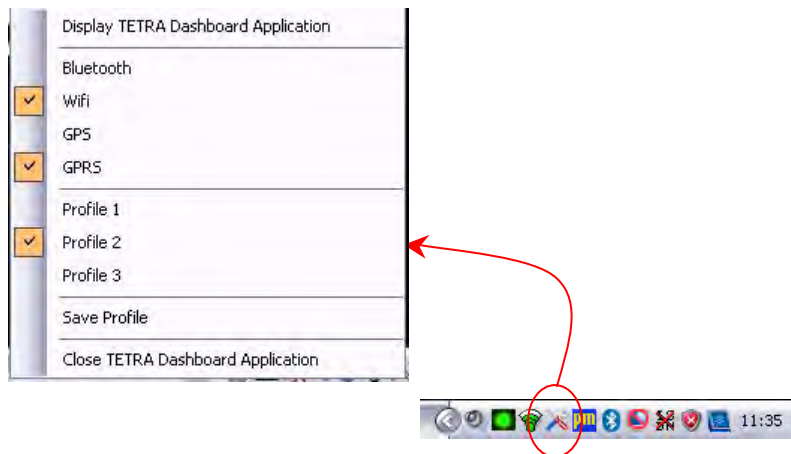 Display TETRA Dashboard Application
Bluetooth
Wifi
GPS
GPRS
Profile 1
Profile 2
Profile 3
Save Profile
Close TETRA Dashboard Application
pm 11:35